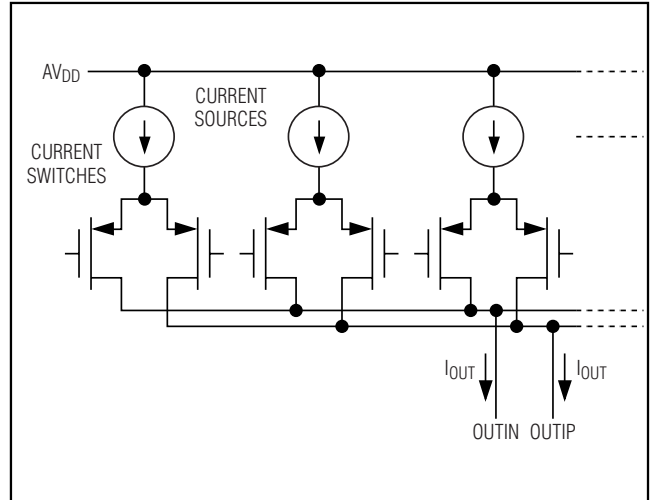 AVDD
CURRENT
SOURCES
CURRENT
SWITCHES
IOUT
IOUT
OUTIN OUTIP